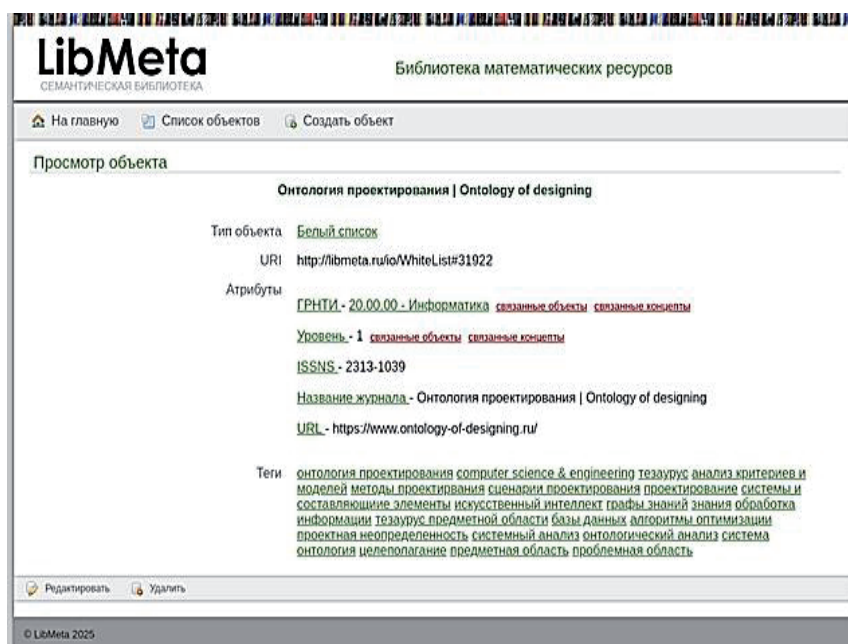 LibMeta
СЕМАНТИЧЕСКАЯ БИБЛИОТЕКА
Библиотека математических ресурсов
На главную Список объектов Создать объект
Просмотр объекта
Онтология проектирования | Ontology of designing
Тип объекта Белый список
URI http://libmeta.ru/io/WhiteList#31922
Атрибуты
ГРНТИ - 20.00.00 - Информатика связанные объекты связанные концепты
Уровень - 1 связанные объекты связанные концепты
ISSNS - 2313-1039
Название журнала - Онтология проектирования | Ontology of designing
URL - https://www.ontology-of-designing.ru/
Теги онтология проектирования computer science & engineering тезаурус анализ критериев и
моделей методы проектирвания сценарии проектирования проектирование системы и
составляющиие элементы искусственный интеллект графы знаний знания обработка
информации тезаурус предметной области базы данных алгоритмы оптимизации
проектная неопределенность системный анализ онтологический анализ система
онтология целеполагание предметная область проблемная область
Редактировать Удалить
© LibMeta 2025